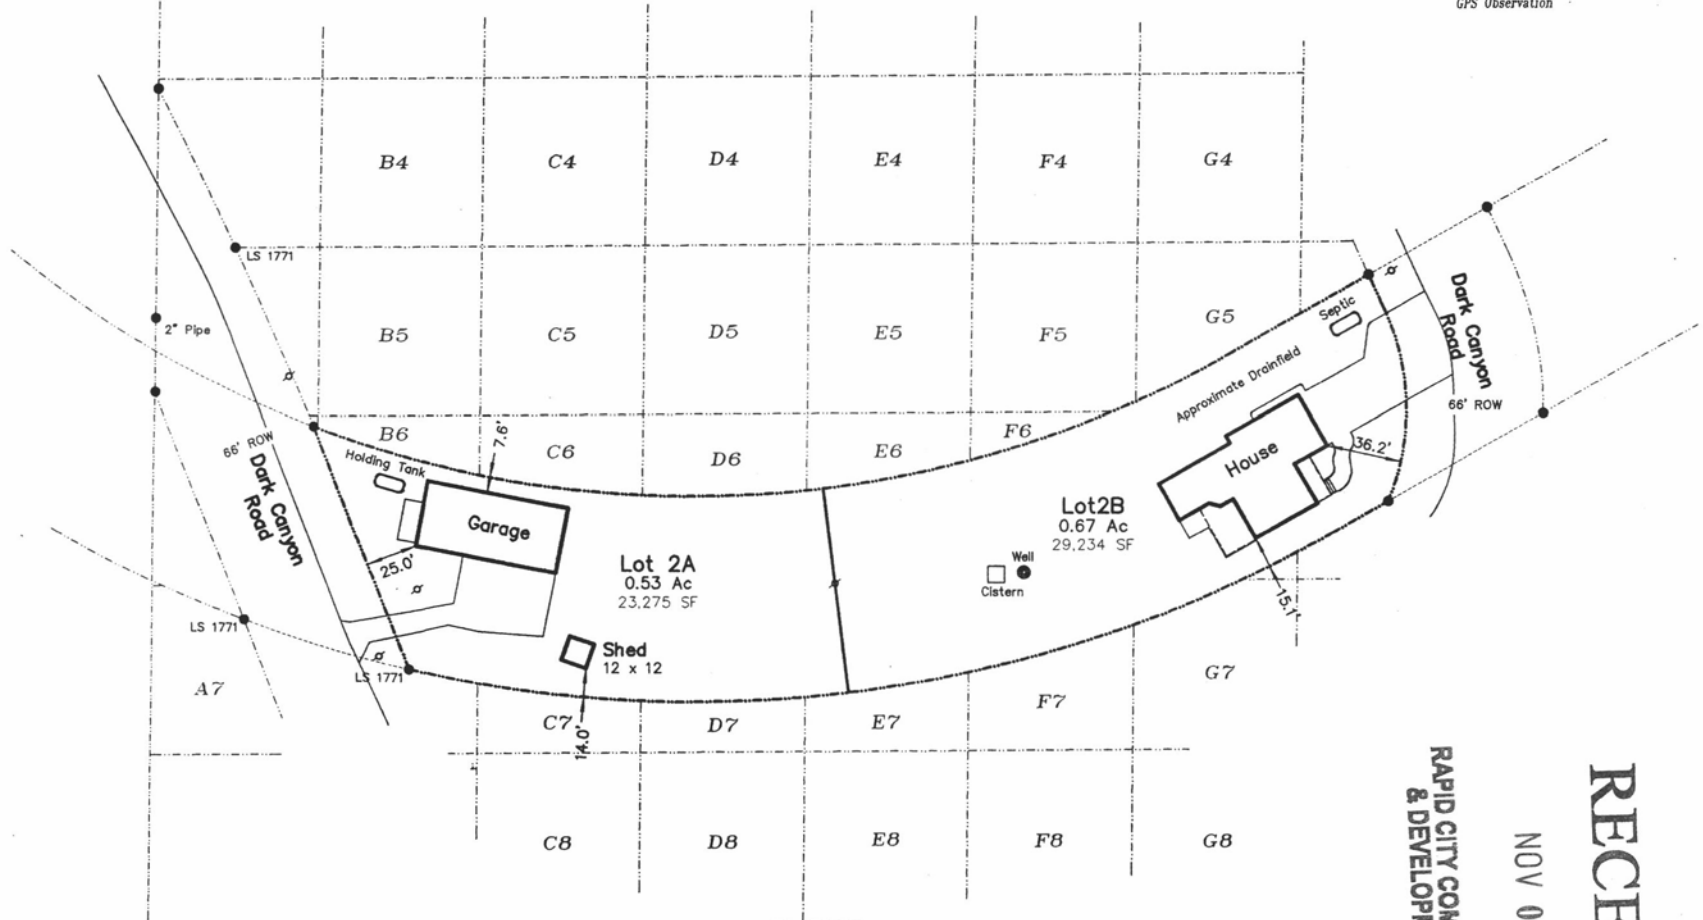 GPS Observation
B4
C4
D4
E4
F4
G4
LS 1771
2" Pipe
B5
C5
D5
E5
F5
G5
Septic
Dark Canyon
Road
66' ROW
Approximate Drainfield
66' ROW
Dark Canyon
Road
B6
C6
D6
E6
F6
7.6'
Holding Tank
Garage
25.0'
House
36.2'
Lot 2A
0.53 Ac
23,275 SF
Lot2B
0.67 Ac
29,234 SF
Well
Cistern
15.1'
LS 1771
LS 1771
Shed
12 x 12
14.0'
A7
C7
D7
E7
F7
G7
C8
D8
E8
F8
G8
RAPID CITY
& DEVELOP
NOV 0
RECE